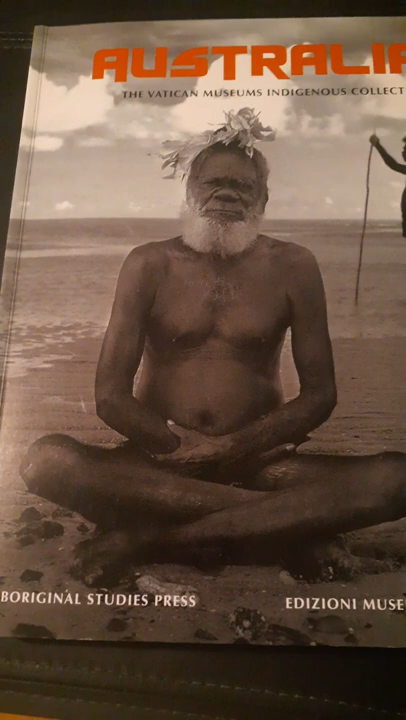 AUSTRALIA
THE VATICAN MUSEUMS INDIGENOUS COLLECT
BORIGINAL STUDIES PRESS
EDIZIONI MUSE